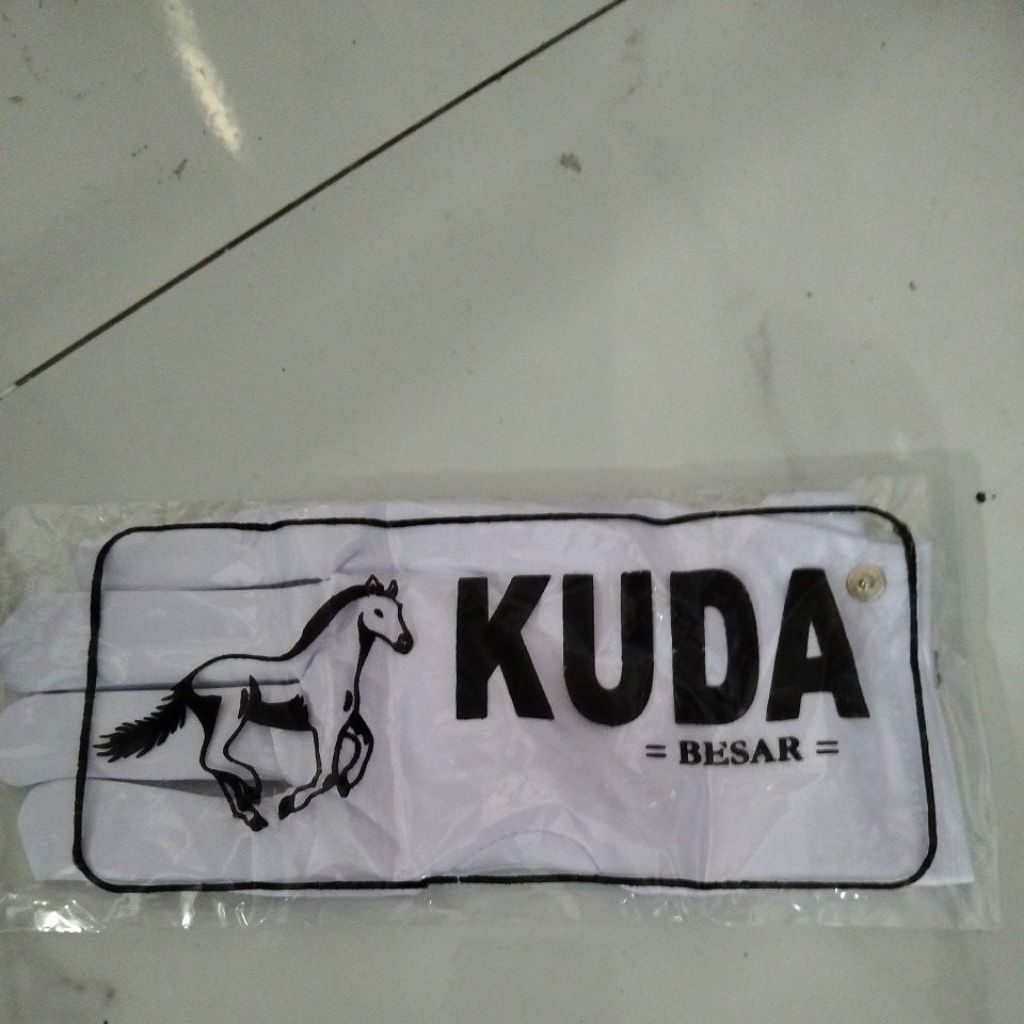 KUDA
= BESAR =